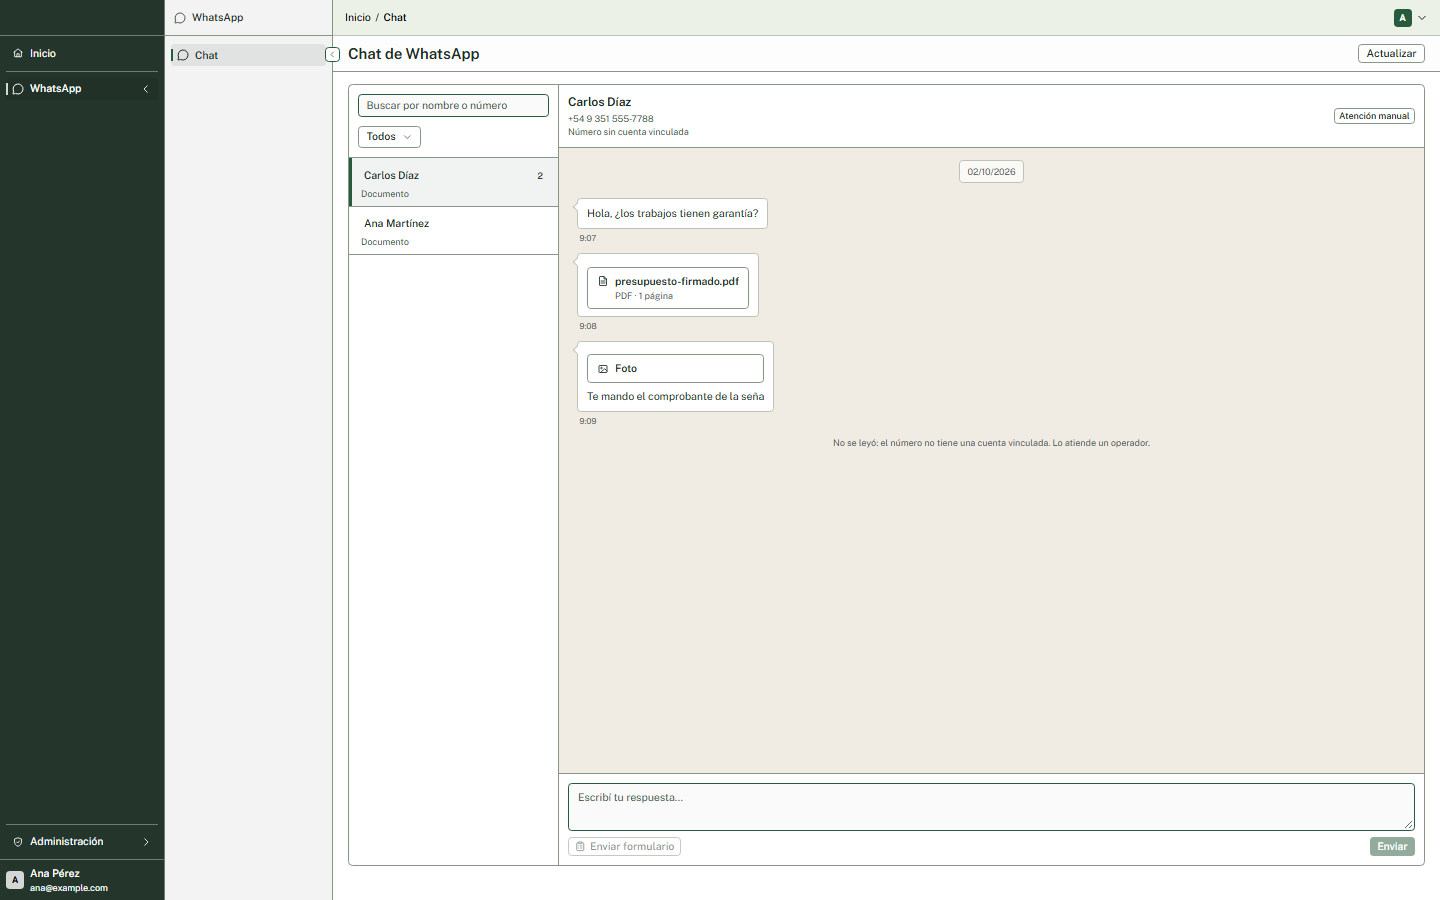 WhatsApp
Inicio / Chat
A
Inicio
WhatsApp
Chat
Chat de WhatsApp
Actualizar
Buscar por nombre o número
Todos
Carlos Díaz
2
Documento
Ana Martínez
Documento
Carlos Díaz
+54 9 351 555-7788
Número sin cuenta vinculada
Atención manual
02/10/2026
Hola, ¿los trabajos tienen garantía?
9:07
presupuesto-firmado.pdf
PDF · 1 página
9:08
Foto
Te mando el comprobante de la seña
9:09
No se leyó: el número no tiene una cuenta vinculada. Lo atiende un operador.
Escribí tu respuesta...
Enviar formulario
Enviar
Administración
A
Ana Pérez
ana@example.com